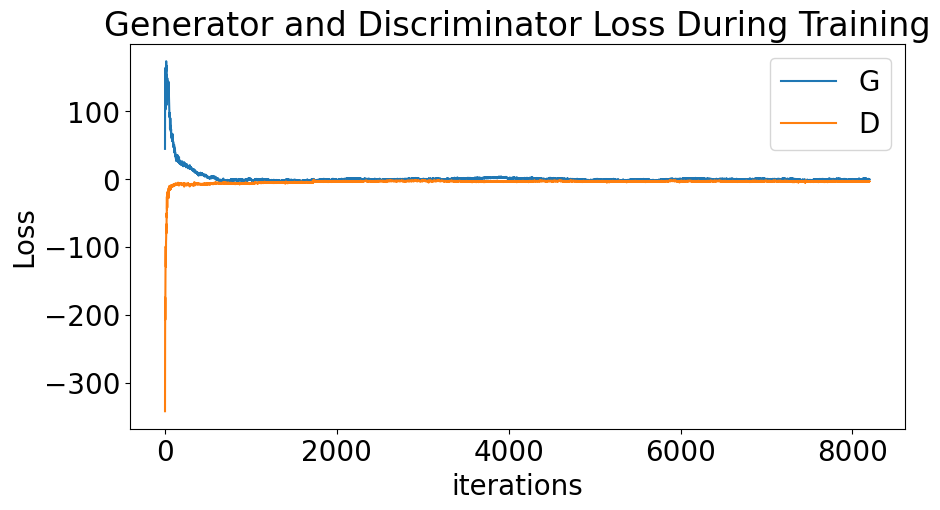 Generator and Discriminator Loss During Training
G
D
100
0
−100
−200
−300
Loss
0 2000 4000 6000 8000
iterations